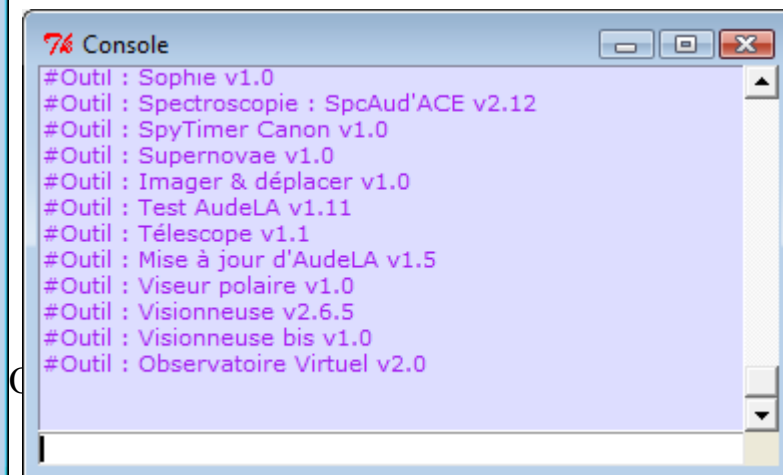 Console
#Outil : Sophie v1.0
#Outil : Spectroscopie : SpcAud'ACE v2.12
#Outil : SpyTimer Canon v1.0
#Outil : Supernovae v1.0
#Outil : Imager & déplacer v1.0
#Outil : Test AudeLA v1.11
#Outil : Télescope v1.1
#Outil : Mise à jour d'AudeLA v1.5
#Outil : Viseur polaire v1.0
#Outil : Visionneuse v2.6.5
#Outil : Visionneuse bis v1.0
#Outil : Observatoire Virtuel v2.0